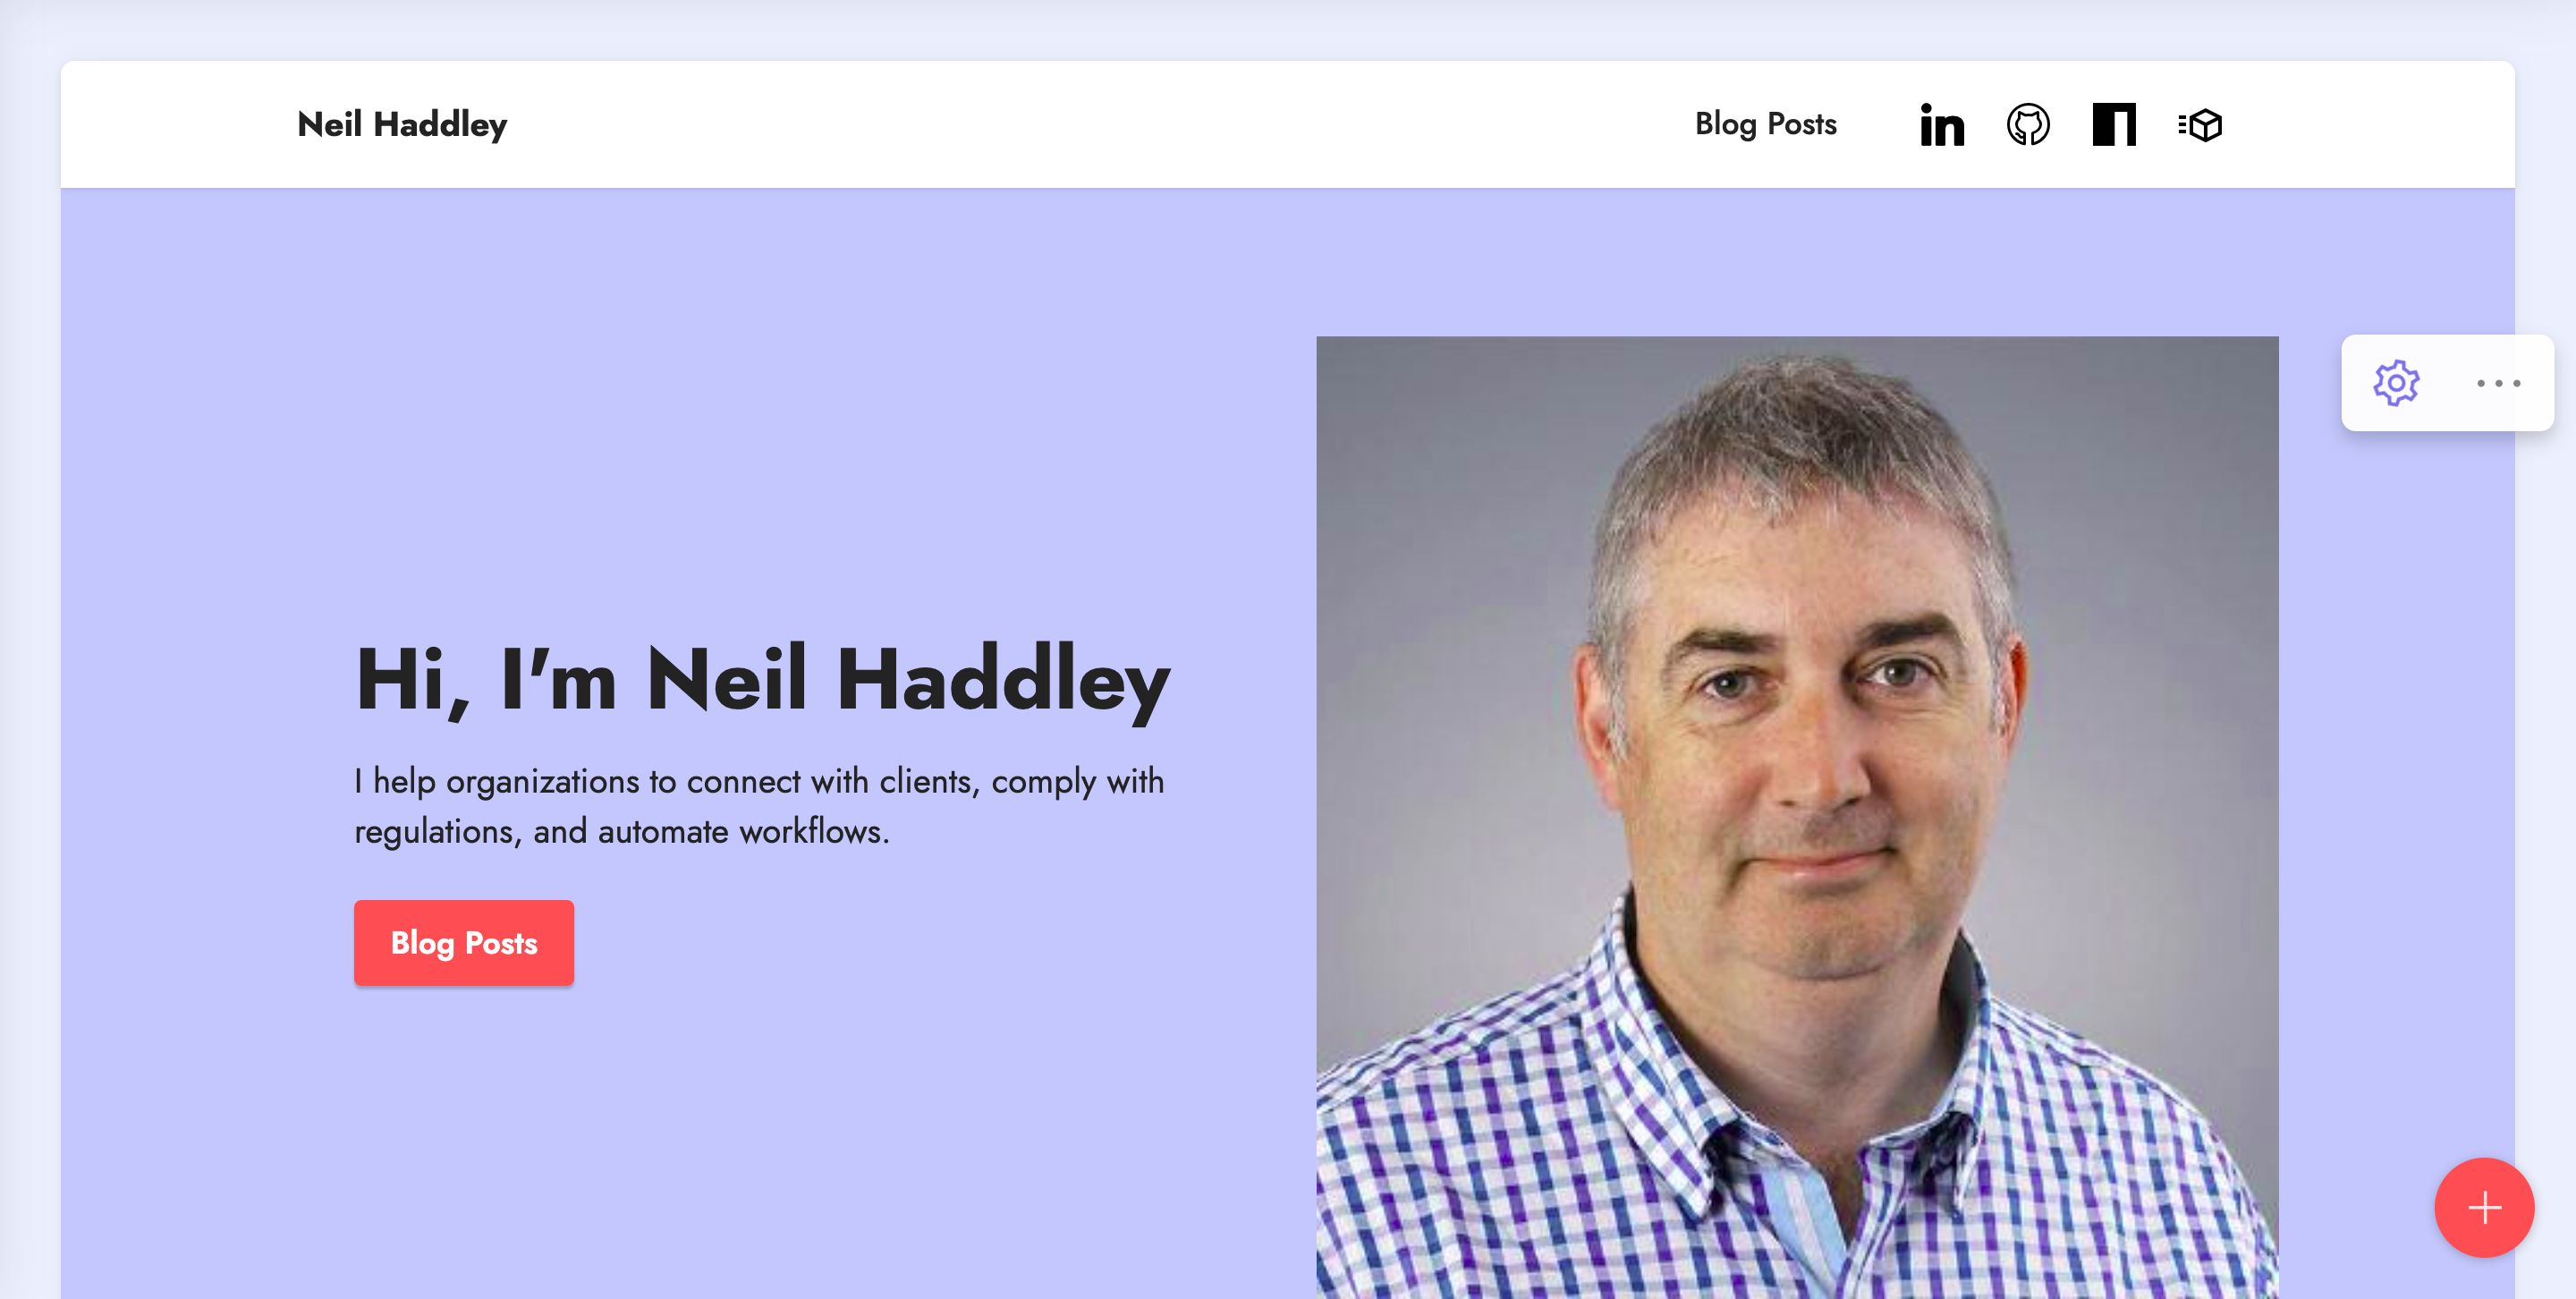 Neil Haddley
Blog Posts
Hi, I'm Neil Haddley
I help organizations to connect with clients, comply with
regulations, and automate workflows.
Blog Posts